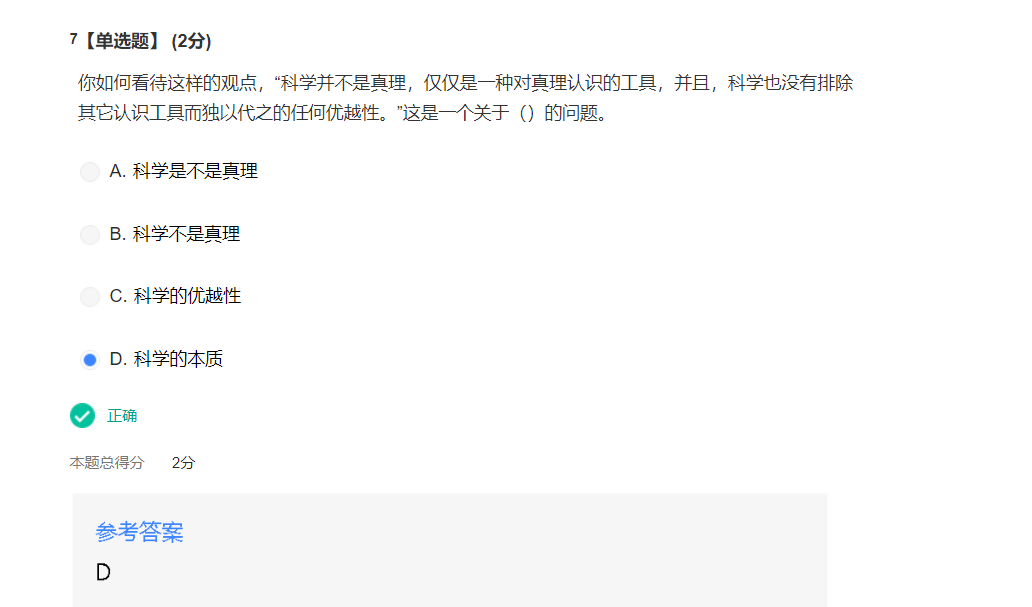 7【单选题】 (2分)
你如何看待这样的观点，“科学并不是真理，仅仅是一种对真理认识的工具，并且，科学也没有排除
其它认识工具而独以代之的任何优越性。”这是一个关于（）的问题。
A. 科学是不是真理
B. 科学不是真理
C. 科学的优越性
D. 科学的本质
正确
本题总得分 2分
参考答案
D